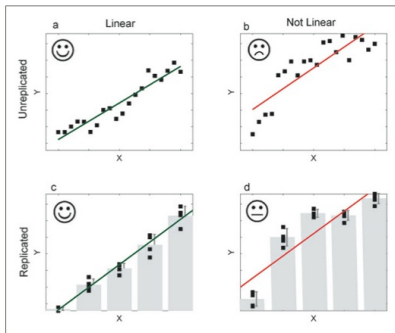 Linear
Not Linear
Unreplicated
a
Y
X
b
Y
X
Replicated
c
Y
X
d
Y
X